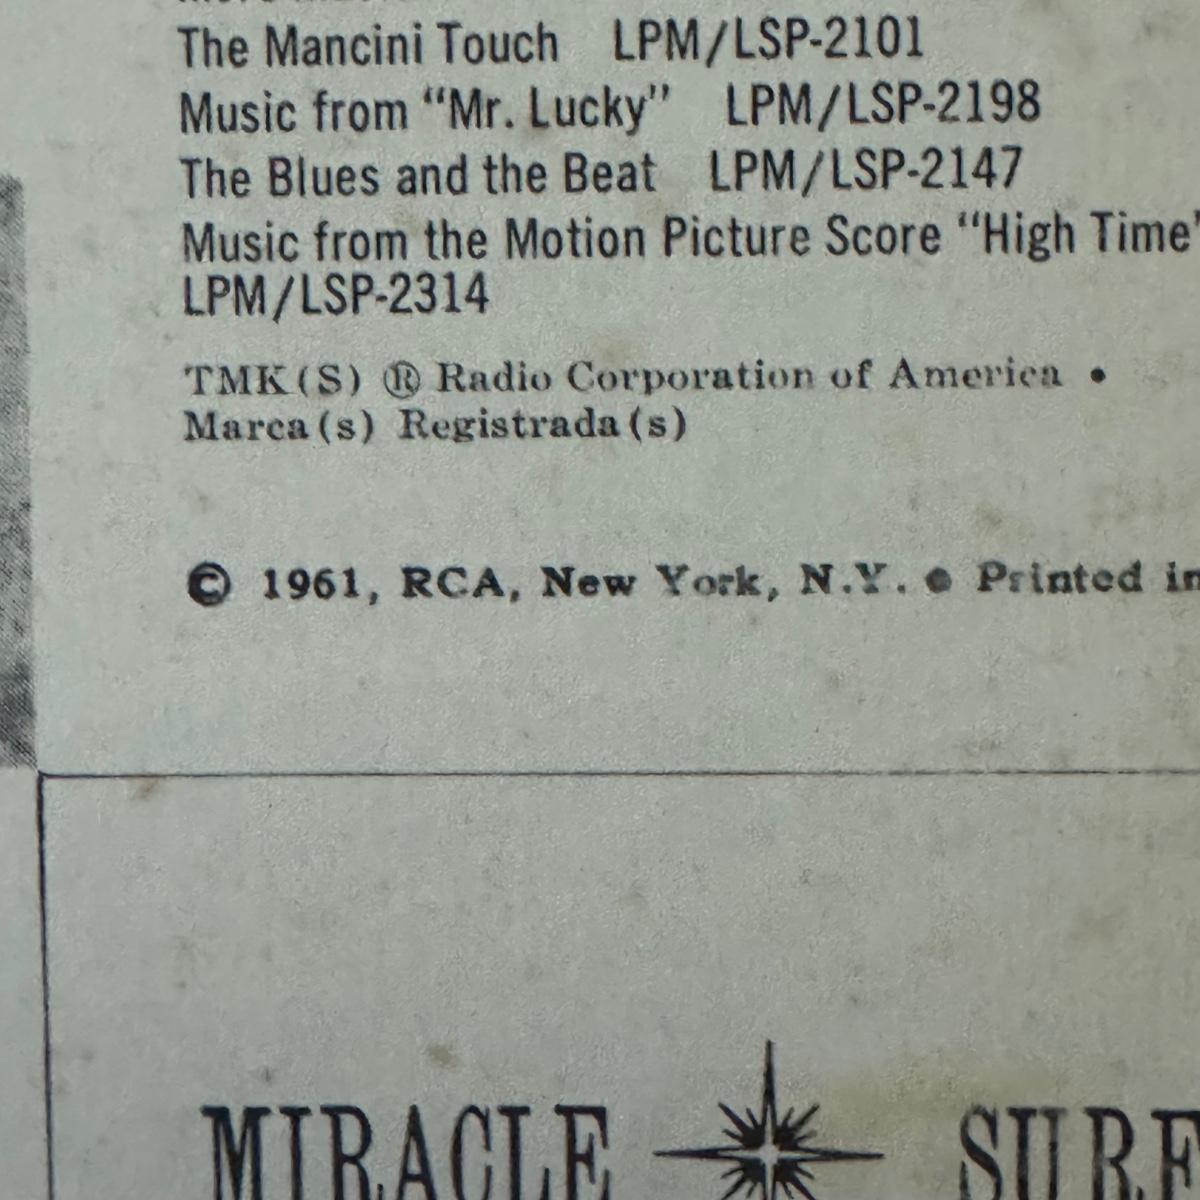 The Mancini Touch LPM/LSP-2101
Music from “Mr. Lucky” LPM/LSP-2198
The Blues and the Beat LPM/LSP-2147
Music from the Motion Picture Score “High Time”
LPM/LSP-2314
TMK(S) ® Radio Corporation of America •
Marca(s) Registrada(s)
© 1961, RCA, New York, N.Y. ● Printed in
MIRACLE SURF